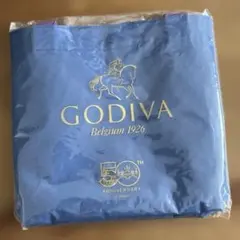 GODIVA
Belgium 1926
50TH
ANNIVERSARY